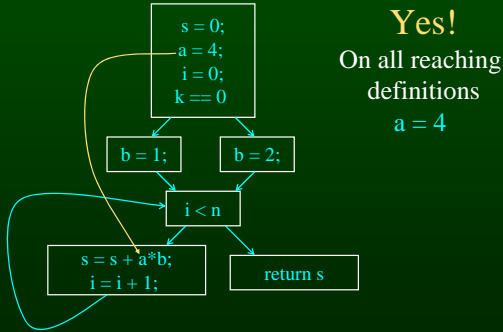 s = 0;
a = 4;
i = 0;
k == 0
b = 1;
b = 2;
i < n
s = s + a*b;
i = i + 1;
return s
Yes!
On all reaching
definitions
a = 4